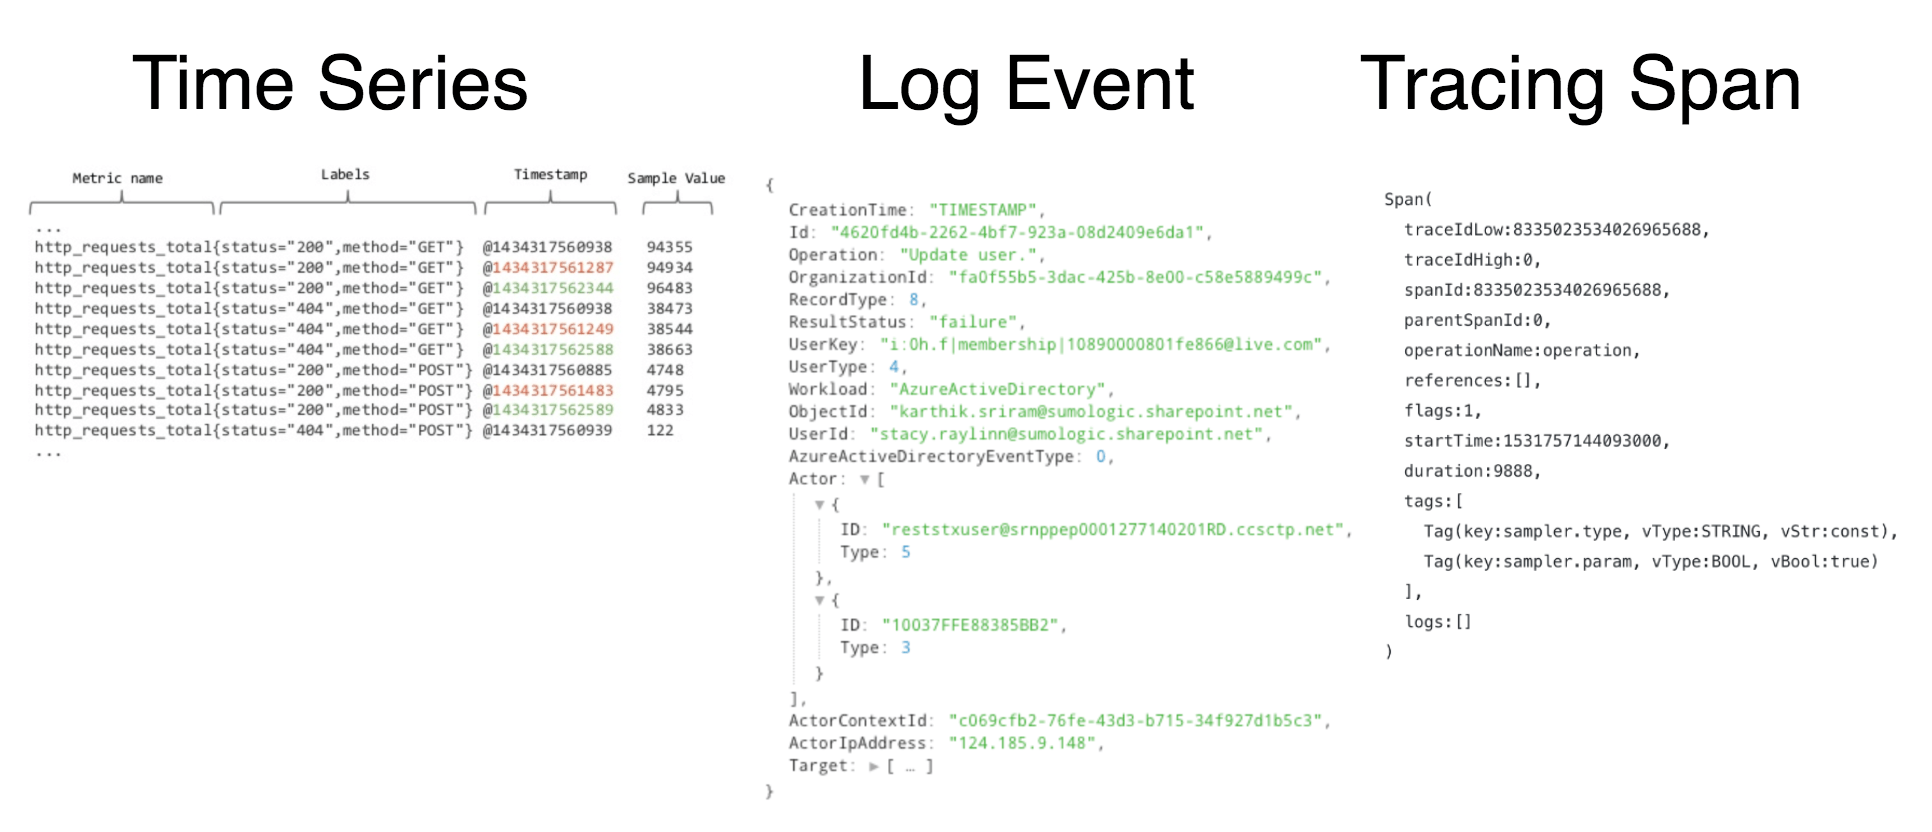 Time Series
Metric name Labels Timestamp Sample Value
...
http_requests_total{status="200",method="GET"} @1434317560938 94355
http_requests_total{status="200",method="GET"} @1434317561287 94934
http_requests_total{status="200",method="GET"} @1434317562344 96483
http_requests_total{status="404",method="GET"} @1434317560938 38473
http_requests_total{status="404",method="GET"} @1434317561249 38544
http_requests_total{status="404",method="GET"} @1434317562588 38663
http_requests_total{status="200",method="POST"} @1434317560885 4748
http_requests_total{status="200",method="POST"} @1434317561483 4795
http_requests_total{status="200",method="POST"} @1434317562589 4833
http_requests_total{status="404",method="POST"} @1434317560939 122
...
Log Event
{
CreationTime: "TIMESTAMP",
Id: "4620fd4b-2262-4bf7-923a-08d2409e6da1",
Operation: "Update user.",
OrganizationId: "fa0f55b5-3dac-425b-8e00-c58e5889499c",
RecordType: 8,
ResultStatus: "failure",
UserKey: "i:0h.f|membership|10890000801fe866@live.com",
UserType: 4,
Workload: "AzureActiveDirectory",
ObjectId: "karthik.sriram@sumologic.sharepoint.net",
UserId: "stacy.raylinn@sumologic.sharepoint.net",
AzureActiveDirectoryEventType: 0,
Actor: ▼ [
▼ {
ID: "reststxuser@srnppep0001277140201RD.ccsctp.net",
Type: 5
},
▼ {
ID: "10037FFE88385BB2",
Type: 3
}
],
ActorContextId: "c069cfb2-76fe-43d3-b715-34f927d1b5c3",
ActorIpAddress: "124.185.9.148",
Target: ▶ [ … ]
}
Tracing Span
Span(
traceIdLow:8335023534026965688,
traceIdHigh:0,
spanId:8335023534026965688,
parentSpanId:0,
operationName:operation,
references:[],
flags:1,
startTime:1531757144093000,
duration:9888,
tags:[
Tag(key:sampler.type, vType:STRING, vStr:const),
Tag(key:sampler.param, vType:BOOL, vBool:true)
],
logs:[]
)